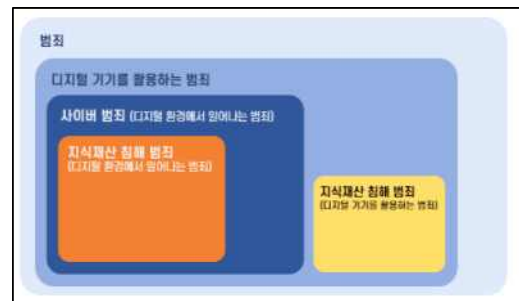 범죄
디지털 기기를 활용하는 범죄
사이버 범죄 (디지털 환경에서 일어나는 범죄)
지식재산 침해 범죄
(디지털 환경에서 일어나는 범죄)
지식재산 침해 범죄
(디지털 기기를 활용하는 범죄)